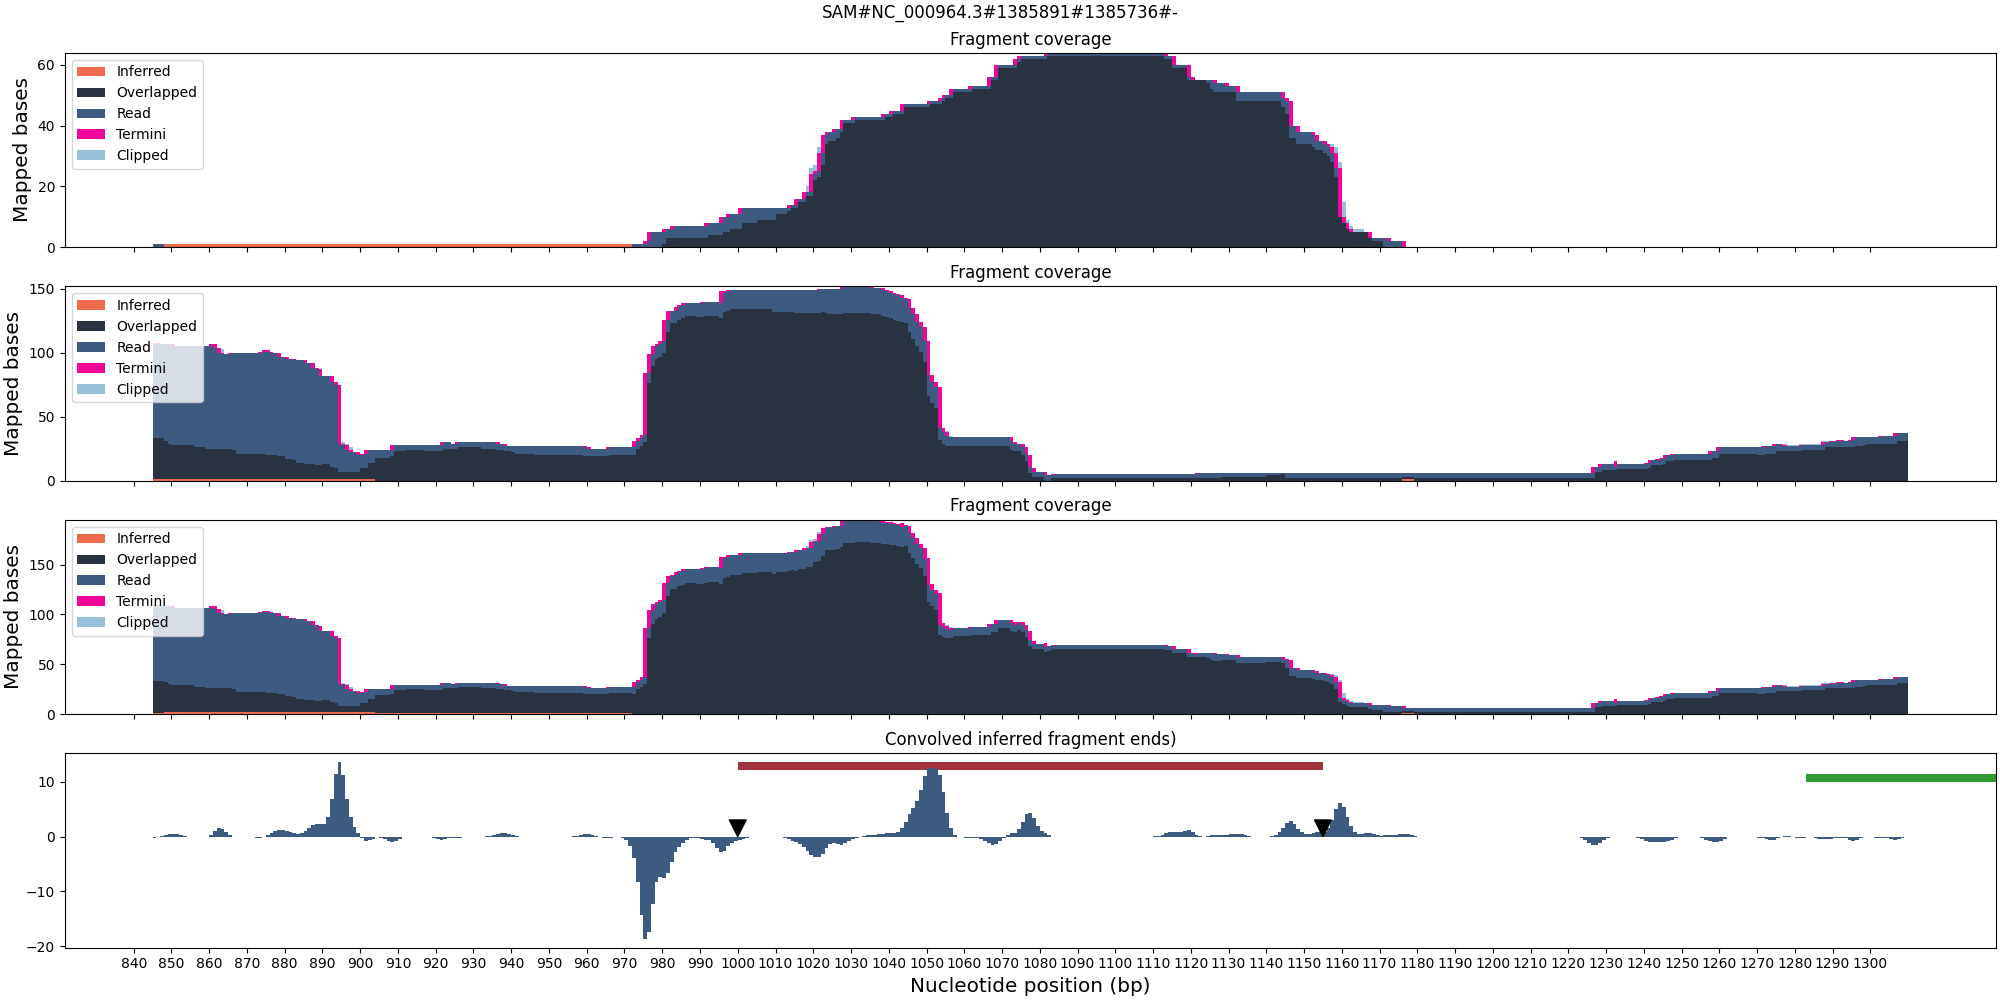 SAM#NC_000964.3#1385891#1385736#-
Fragment coverage
Mapped bases
60
40
20
0
Inferred
Overlapped
Read
Termini
Clipped
Fragment coverage
Mapped bases
150
100
50
0
Inferred
Overlapped
Read
Termini
Clipped
Fragment coverage
Mapped bases
150
100
50
0
Inferred
Overlapped
Read
Termini
Clipped
Convolved inferred fragment ends)
10
0
−10
−20
840 850 860 870 880 890 900 910 920 930 940 950 960 970 980 990 1000 1010 1020 1030 1040 1050 1060 1070 1080 1090 1100 1110 1120 1130 1140 1150 1160 1170 1180 1190 1200 1210 1220 1230 1240 1250 1260 1270 1280 1290 1300
Nucleotide position (bp)